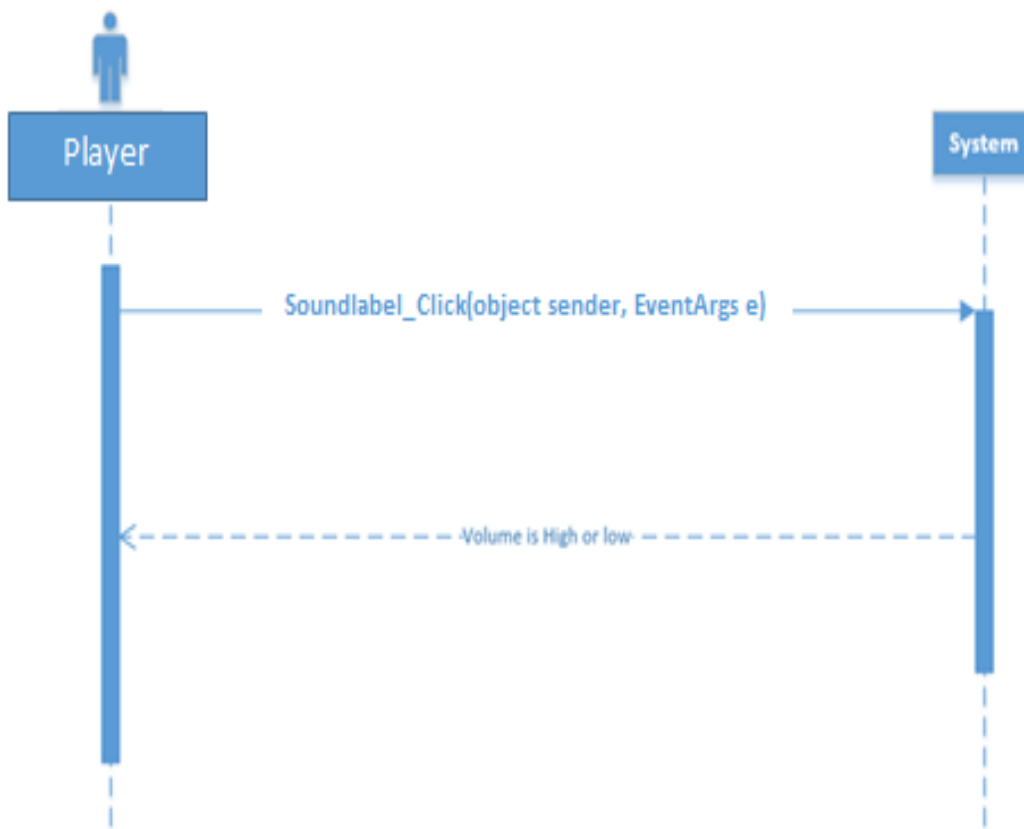 Player
System
Soundlabel_Click(object sender, EventArgs e)
Volume is High or low